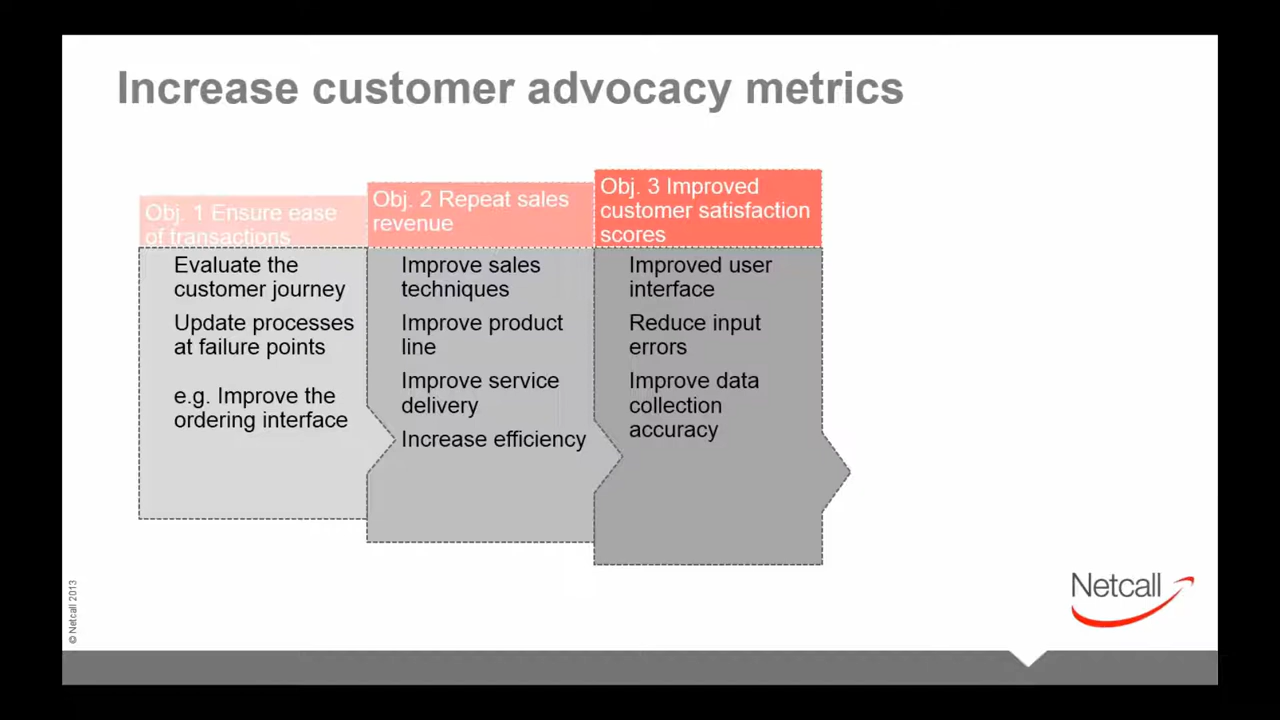 Increase customer advocacy metrics
Obj. 1 Ensure ease
of transactions
Evaluate the
customer journey
Update processes
at failure points
e.g. Improve the
ordering interface
Obj. 2 Repeat sales
revenue
Improve sales
techniques
Improve product
line
Improve service
delivery
Increase efficiency
Obj. 3 Improved
customer satisfaction
scores
Improved user
interface
Reduce input
errors
Improve data
collection
accuracy
© Netcall 2013
Netcall